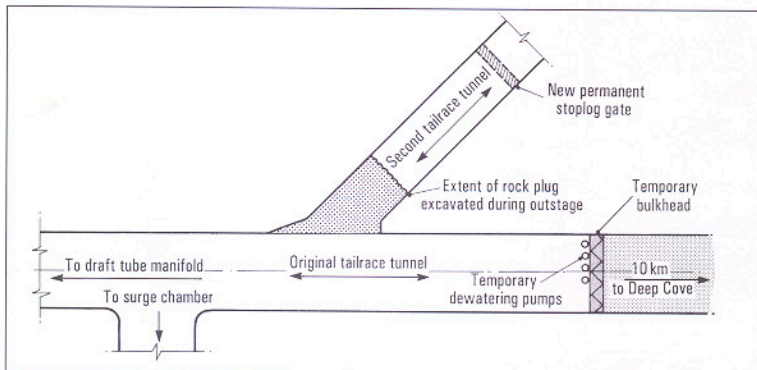 New permanent
stoplog gate
Second tailrace tunnel
Extent of rock plug
excavated during outstage
Temporary
bulkhead
To draft tube manifold
Original tailrace tunnel
Temporary
dewatering pumps
10 km
to Deep Cove
To surge chamber